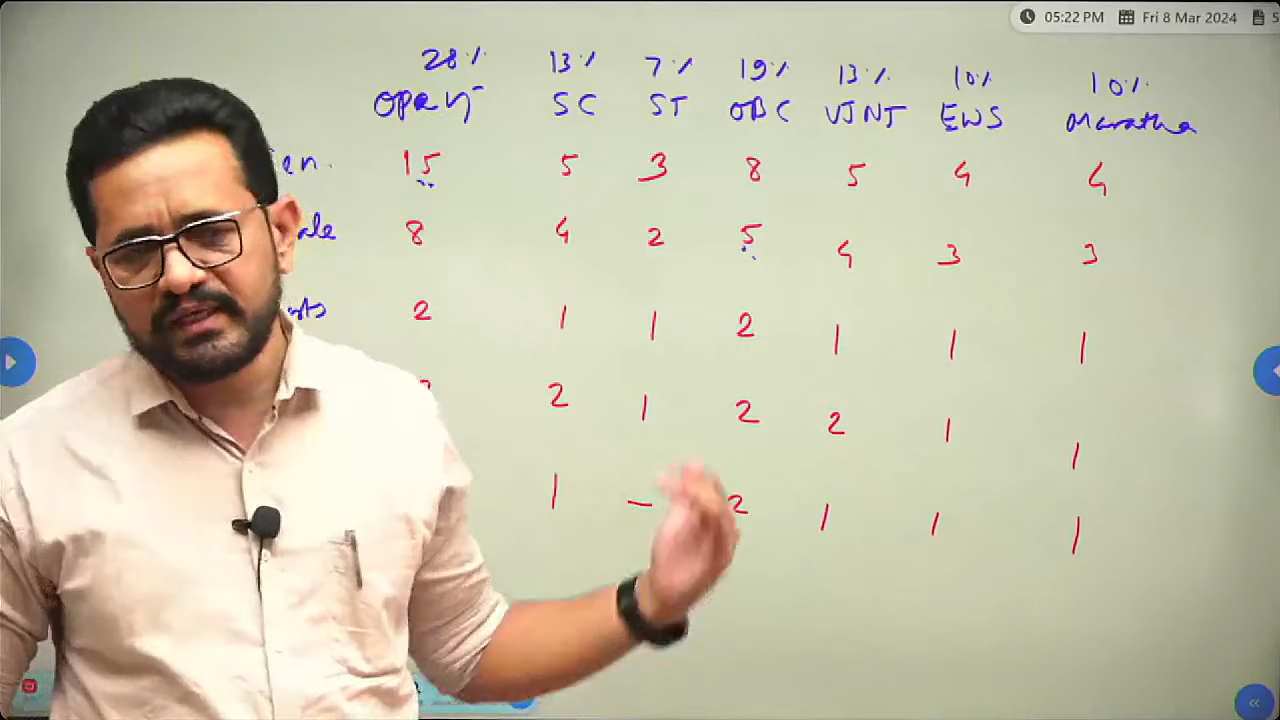 05:22 PM Fri 8 Mar 2024 5
28% 13% 7% 19% 13% 10% 10%
Open SC ST OBC VJNT EWS Maratha
en. 15 5 3 8 5 4 4
ale 8 4 2 5 4 3 3
rts 2 1 1 2 1 1 1
2 1 2 2 1 1
1 – 2 1 1 1